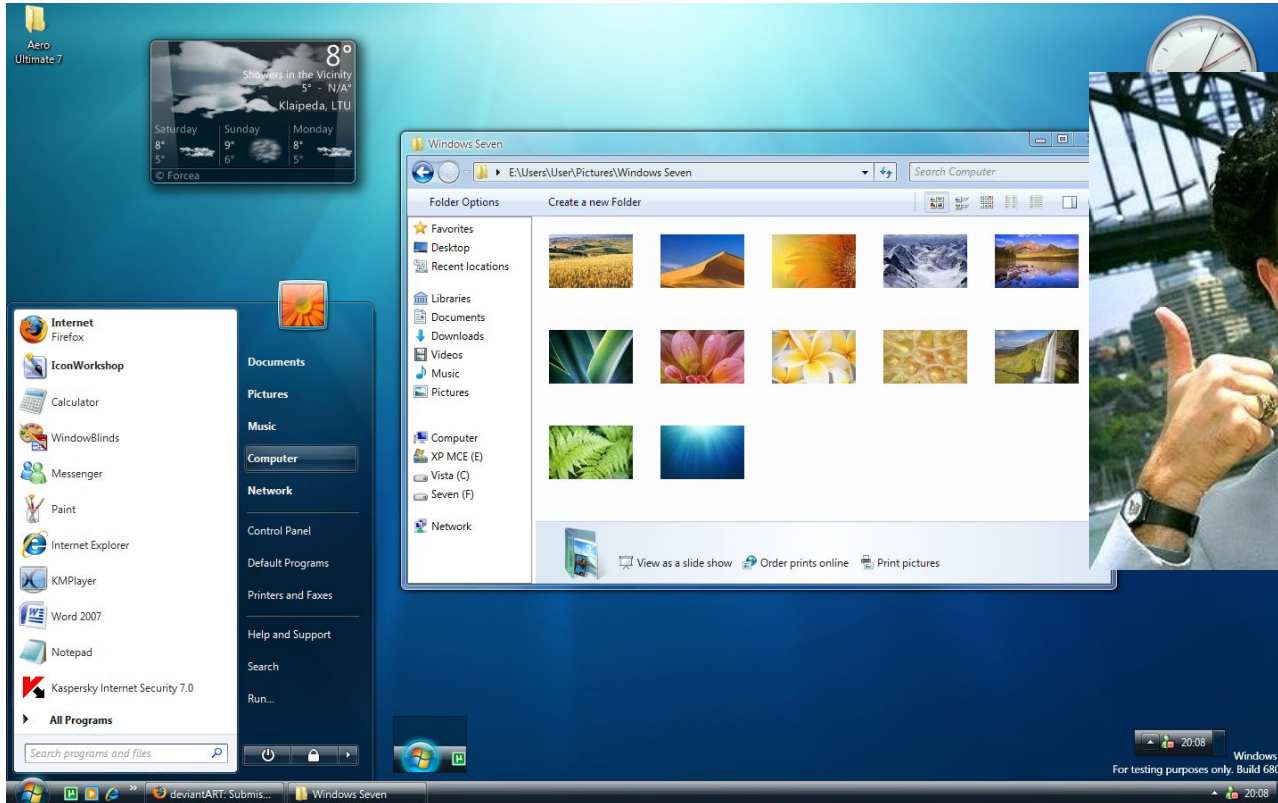 Aero
Ultimate 7
8°
Showers in the Vicinity
5° - N/A°
Klaipeda, LTU
Saturday Sunday Monday
8° 9° 8°
5° 6° 5°
© Forcea
Windows Seven
E:\Users\User\Pictures\Windows Seven
Search Computer
Folder Options Create a new Folder
Favorites
Desktop
Recent locations
Libraries
Documents
Downloads
Videos
Music
Pictures
Computer
XP MCE (E)
Vista (C)
Seven (F)
Network
View as a slide show Order prints online Print pictures
Internet
Firefox
IconWorkshop
Calculator
WindowBlinds
Messenger
Paint
Internet Explorer
KMPlayer
Word 2007
Notepad
Kaspersky Internet Security 7.0
All Programs
Search programs and files
Documents
Pictures
Music
Computer
Network
Control Panel
Default Programs
Printers and Faxes
Help and Support
Search
Run...
20:08
Windows
For testing purposes only. Build 680
deviantART: Submis...
Windows Seven
20:08